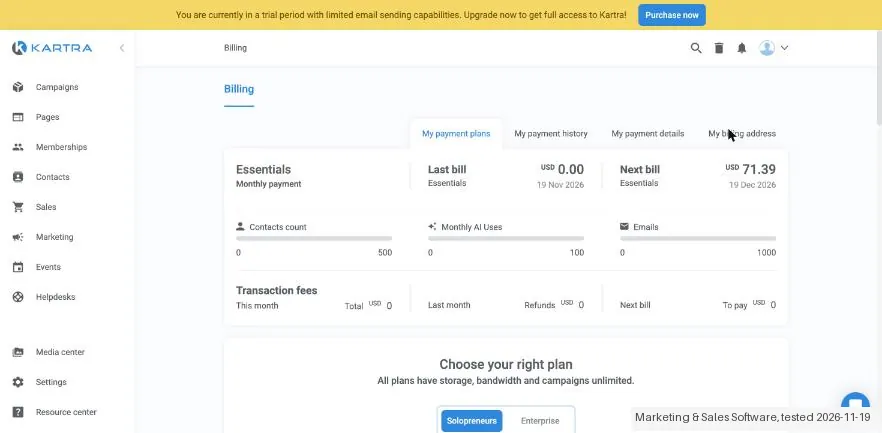 You are currently in a trial period with limited email sending capabilities. Upgrade now to get full access to Kartra! Purchase now
KARTRA
Billing
Campaigns
Pages
Memberships
Contacts
Sales
Marketing
Events
Helpdesks
Media center
Settings
Resource center
Billing
My payment plans My payment history My payment details My billing address
Essentials
Monthly payment
Last bill USD 0.00
Essentials 19 Nov 2026
Next bill USD 71.39
Essentials 19 Dec 2026
Contacts count
0 500
Monthly AI Uses
0 100
Emails
0 1000
Transaction fees
This month Total USD 0
Last month Refunds USD 0
Next bill To pay USD 0
Choose your right plan
All plans have storage, bandwidth and campaigns unlimited.
Solopreneurs Enterprise
Marketing & Sales Software, tested 2026-11-19